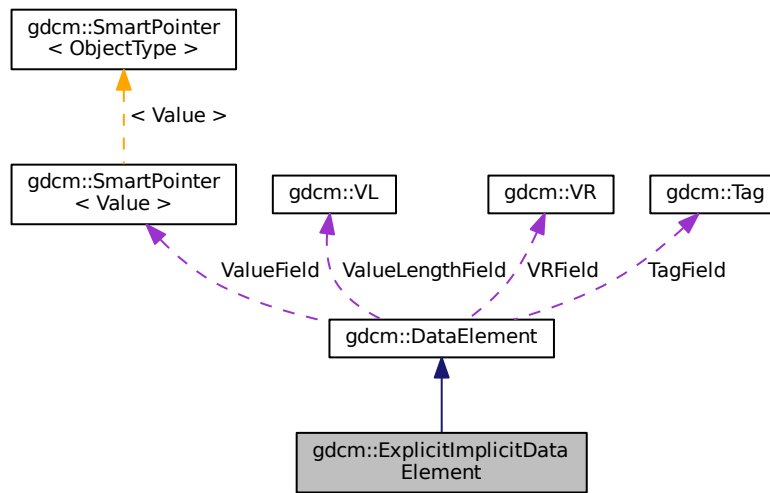 gdcm::SmartPointer
< ObjectType >
< Value >
gdcm::SmartPointer
< Value >
gdcm::VL
gdcm::VR
gdcm::Tag
ValueField
ValueLengthField
VRField
TagField
gdcm::DataElement
gdcm::ExplicitImplicitData
Element